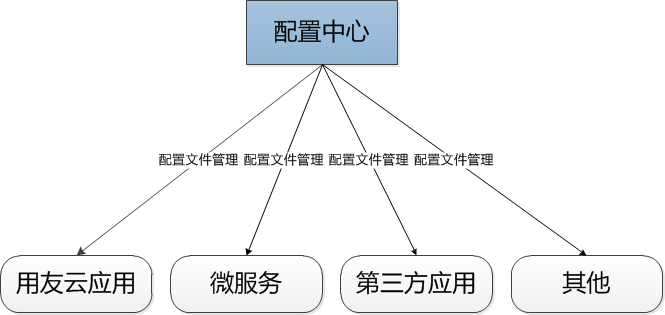 配置中心
配置文件管理
配置文件管理
配置文件管理
配置文件管理
用友云应用
微服务
第三方应用
其他